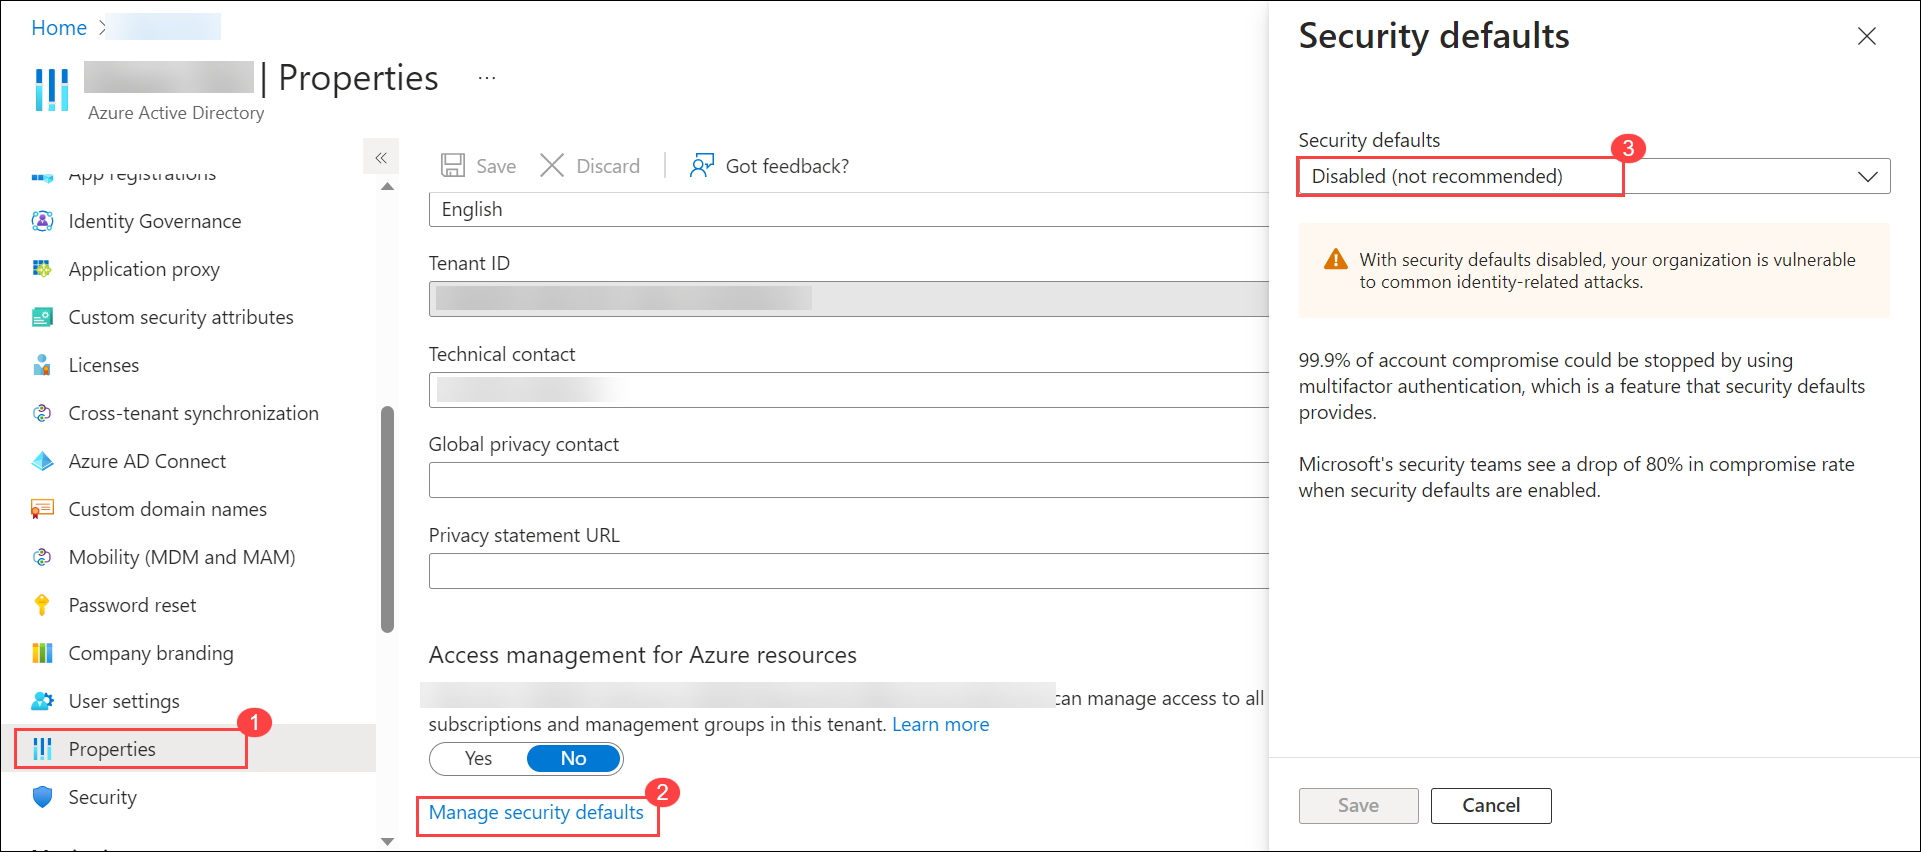 Home >
| Properties ...
Azure Active Directory
«
App registrations
Identity Governance
Application proxy
Custom security attributes
Licenses
Cross-tenant synchronization
Azure AD Connect
Custom domain names
Mobility (MDM and MAM)
Password reset
Company branding
User settings
1
Properties
Security
Save
Discard
Got feedback?
English
Tenant ID
Technical contact
Global privacy contact
Privacy statement URL
Access management for Azure resources
can manage access to all
subscriptions and management groups in this tenant. Learn more
Yes
No
2
Manage security defaults
Security defaults
Security defaults
3
Disabled (not recommended)
With security defaults disabled, your organization is vulnerable
to common identity-related attacks.
99.9% of account compromise could be stopped by using
multifactor authentication, which is a feature that security defaults
provides.
Microsoft's security teams see a drop of 80% in compromise rate
when security defaults are enabled.
Save
Cancel